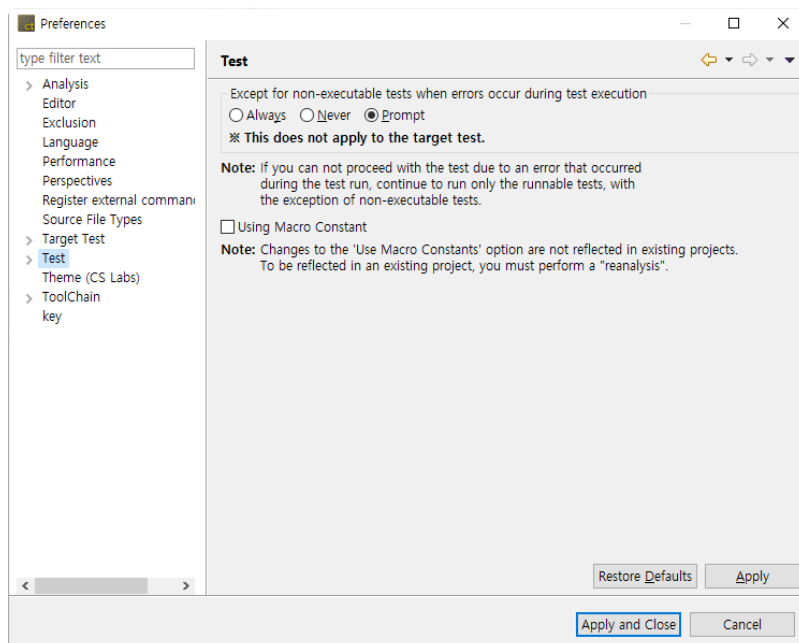 ct Preferences
type filter text
Analysis
Editor
Exclusion
Language
Performance
Perspectives
Register external comman
Source File Types
Target Test
Test
Theme (CS Labs)
ToolChain
key
Test
Except for non-executable tests when errors occur during test execution
Always Never Prompt
※ This does not apply to the target test.
Note: If you can not proceed with the test due to an error that occurred
during the test run, continue to run only the runnable tests, with
the exception of non-executable tests.
Using Macro Constant
Note: Changes to the 'Use Macro Constants' option are not reflected in existing projects.
To be reflected in an existing project, you must perform a "reanalysis".
Restore Defaults Apply
Apply and Close Cancel